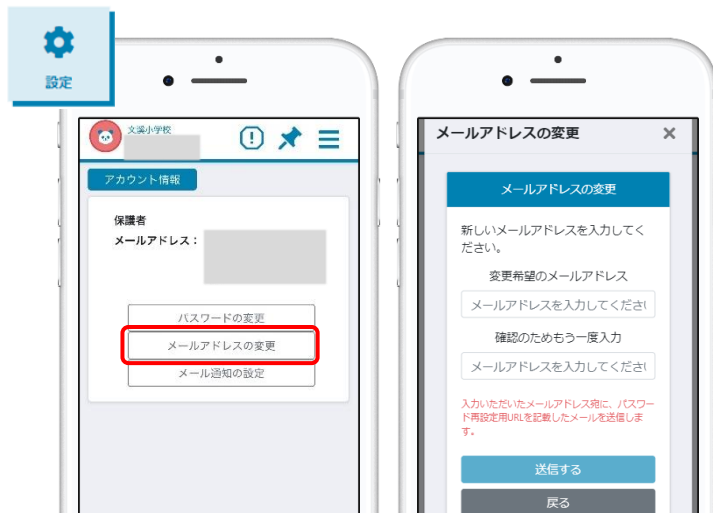 設定
文溪小学校
アカウント情報
保護者
メールアドレス：
パスワードの変更
メールアドレスの変更
メール通知の設定
メールアドレスの変更
メールアドレスの変更
新しいメールアドレスを入力してく
ださい。
変更希望のメールアドレス
メールアドレスを入力してください
確認のためもう一度入力
メールアドレスを入力してください
入力いただいたメールアドレス宛に、パスワー
ド再設定用URLを記載したメールを送信しま
す。
送信する
戻る